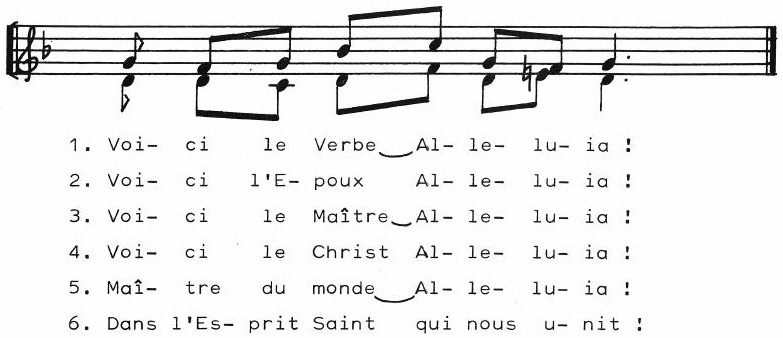 1. Voi- ci le Verbe‿Al- le- lu- ia !
2. Voi- ci l'E- poux Al- le- lu- ia !
3. Voi- ci le Maître‿Al- le- lu- ia !
4. Voi- ci le Christ Al- le- lu- ia !
5. Maî- tre du monde‿Al- le- lu- ia !
6. Dans l'Es- prit Saint qui nous u- nit !